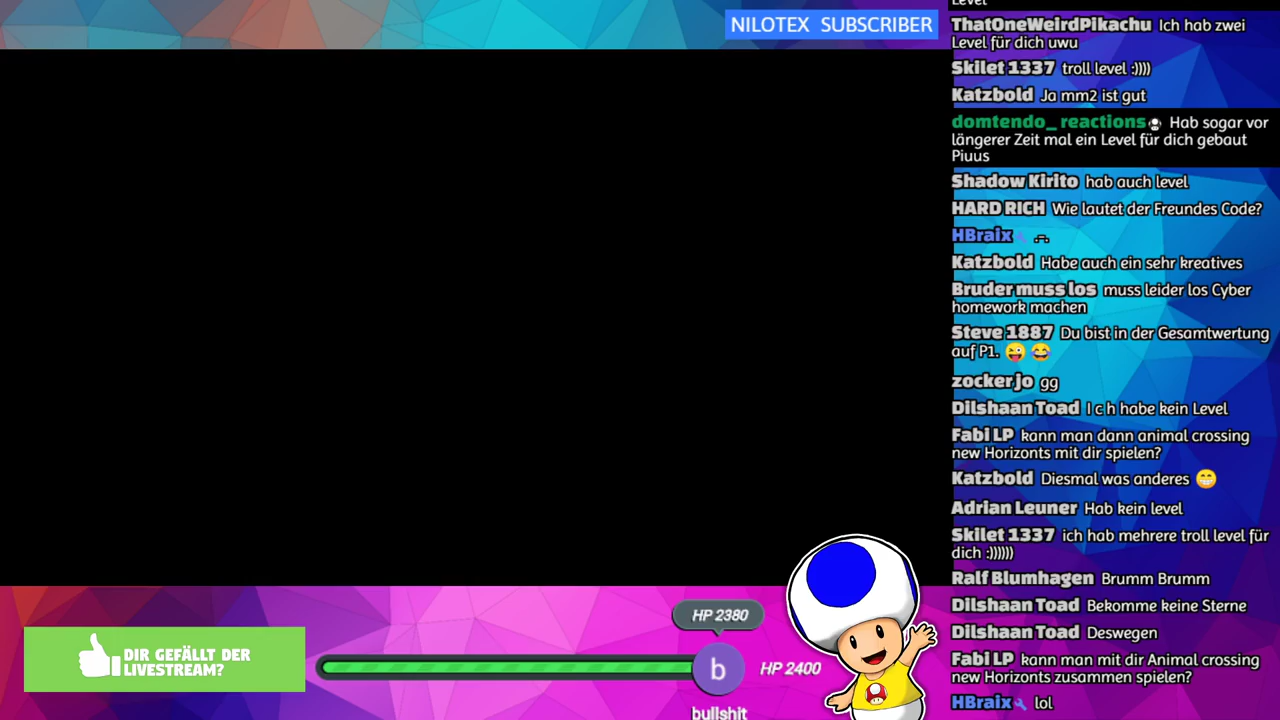 NILOTEX SUBSCRIBER
Level
ThatOneWeirdPikachu Ich hab zwei
Level für dich uwu
Skilet 1337 troll level :))))
Katzbold Ja mm2 ist gut
domtendo_reactions Hab sogar vor
längerer Zeit mal ein Level für dich gebaut
Piuus
Shadow Kirito hab auch level
HARD RICH Wie lautet der Freundes Code?
HBraix .-.
Katzbold Habe auch ein sehr kreatives
Bruder muss los muss leider los Cyber
homework machen
Steve 1887 Du bist in der Gesamtwertung
auf P1. 😜 😂
zocker jo gg
Dilshaan Toad I c h habe kein Level
Fabi LP kann man dann animal crossing
new Horizonts mit dir spielen?
Katzbold Diesmal was anderes 😁
Adrian Leuner Hab kein level
Skilet 1337 ich hab mehrere troll level für
dich :))))))
Ralf Blumhagen Brumm Brumm
Dilshaan Toad Bekomme keine Sterne
Dilshaan Toad Deswegen
Fabi LP kann man mit dir Animal crossing
new Horizonts zusammen spielen?
HBraix lol
DIR GEFÄLLT DER
LIVESTREAM?
HP 2380
b
HP 2400
bullshit